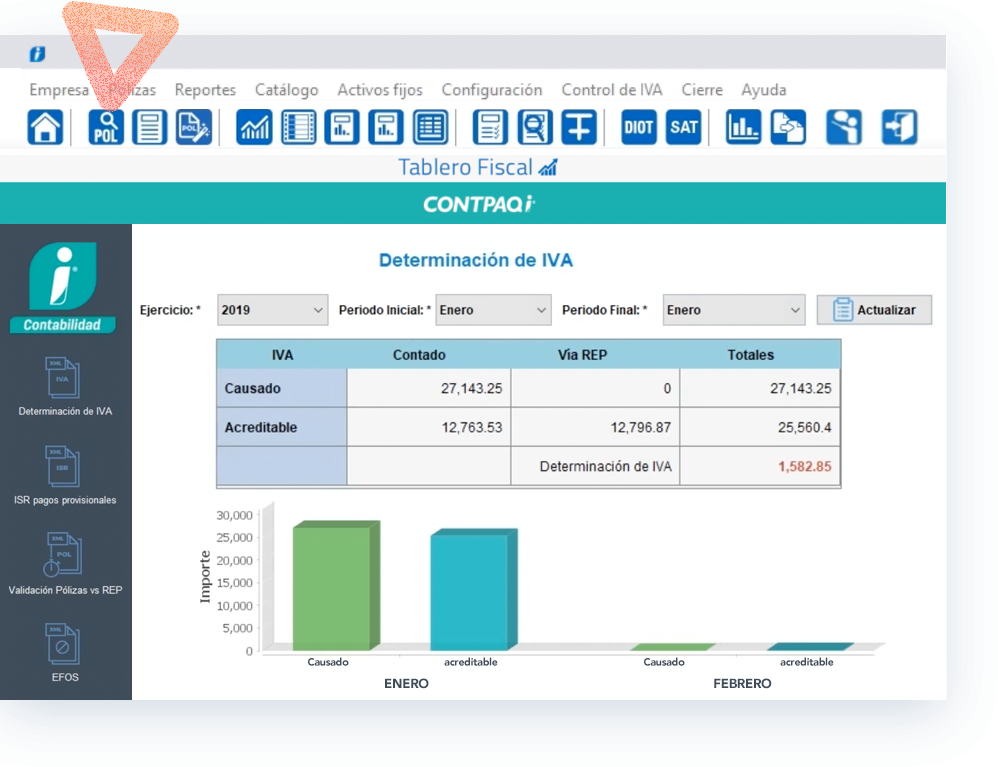 Empresa Pólizas Reportes Catálogo Activos fijos Configuración Control de IVA Cierre Ayuda
POL POL DIOT SAT
Tablero Fiscal
CONTPAQi
Determinación de IVA
Contabilidad
Ejercicio: * 2019 Periodo Inicial: * Enero Periodo Final: * Enero Actualizar
IVA Contado Vía REP Totales
Causado 27,143.25 0 27,143.25
Acreditable 12,763.53 12,796.87 25,560.4
Determinación de IVA 1,582.85
XML
IVA
Determinación de IVA
XML
ISR
ISR pagos provisionales
XML
POL
Validación Pólizas vs REP
XML
EFOS
Importe
30,000
25,000
20,000
15,000
10,000
5,000
0
Causado acreditable Causado acreditable
ENERO FEBRERO